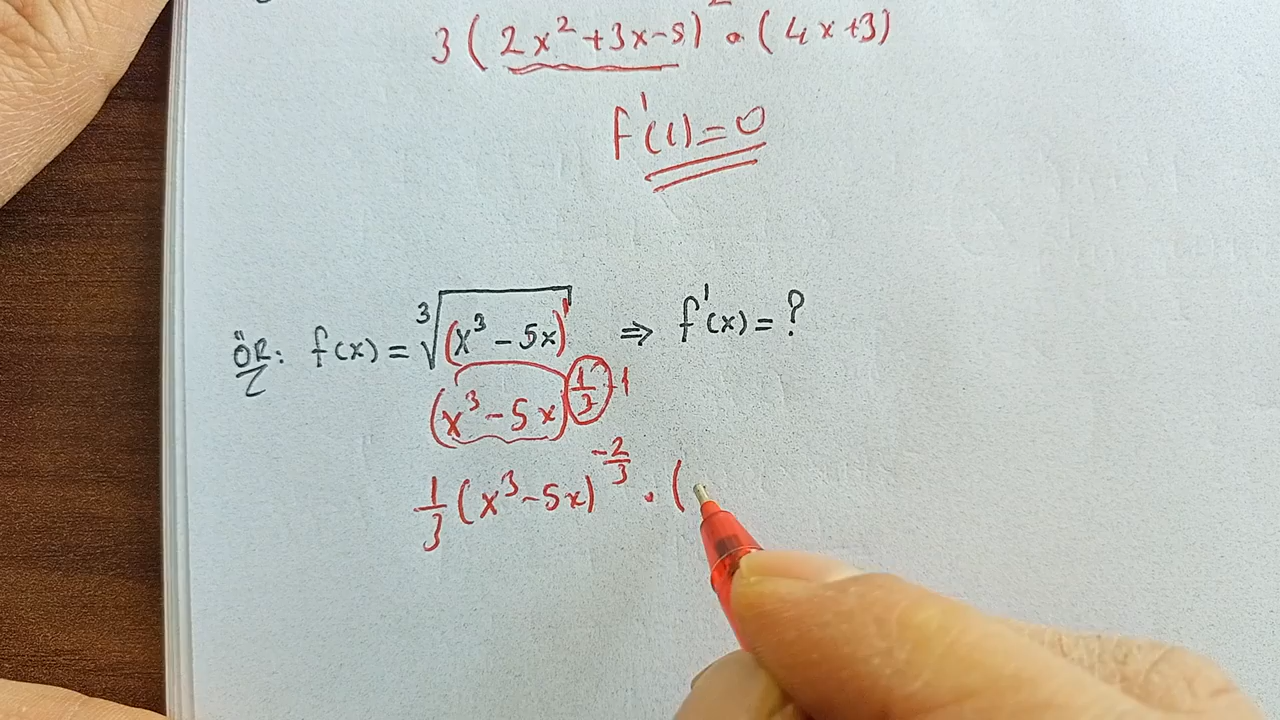 3(2x²+3x-5)² • (4x+3)
f'(1)=0
ÖR: f(x) = ∛(x³ - 5x)¹ ⇒ f'(x) = ?
(x³ - 5x)^(1/3) -1
1/3 (x³-5x)^(-2/3) • (